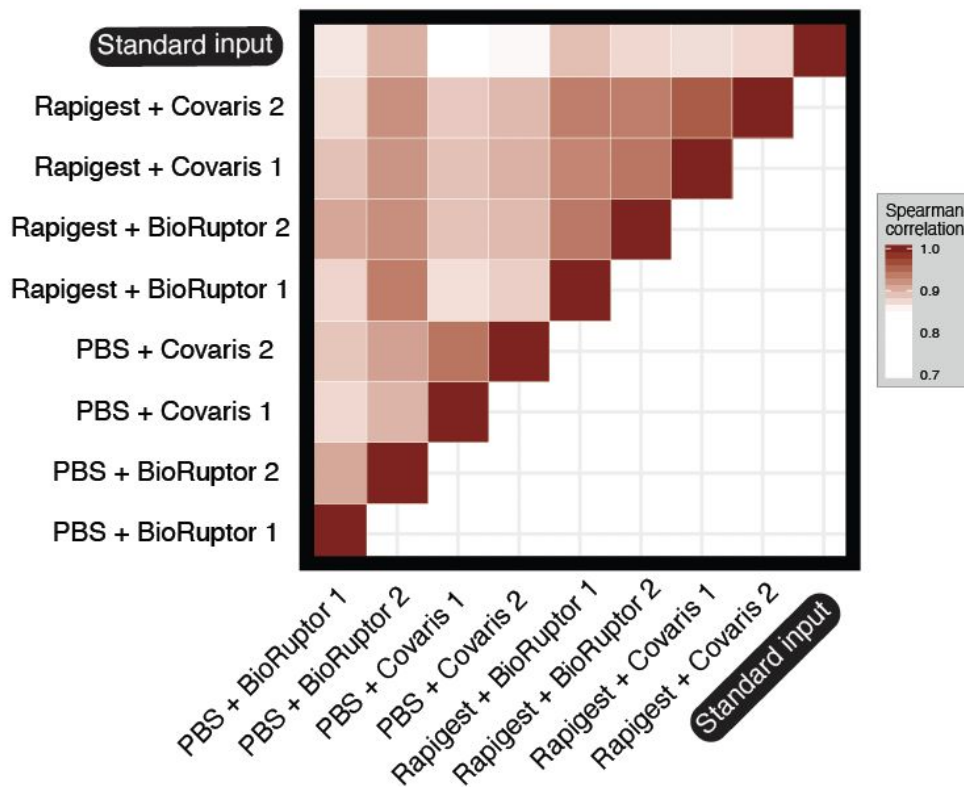 Standard input
Rapigest + Covaris 2
Rapigest + Covaris 1
Rapigest + BioRuptor 2
Rapigest + BioRuptor 1
PBS + Covaris 2
PBS + Covaris 1
PBS + BioRuptor 2
PBS + BioRuptor 1
Spearman
correlation
1.0
0.9
0.8
0.7
PBS + BioRuptor 1
PBS + BioRuptor 2
PBS + Covaris 1
PBS + Covaris 2
Rapigest + BioRuptor 1
Rapigest + BioRuptor 2
Rapigest + Covaris 1
Rapigest + Covaris 2
Standard input